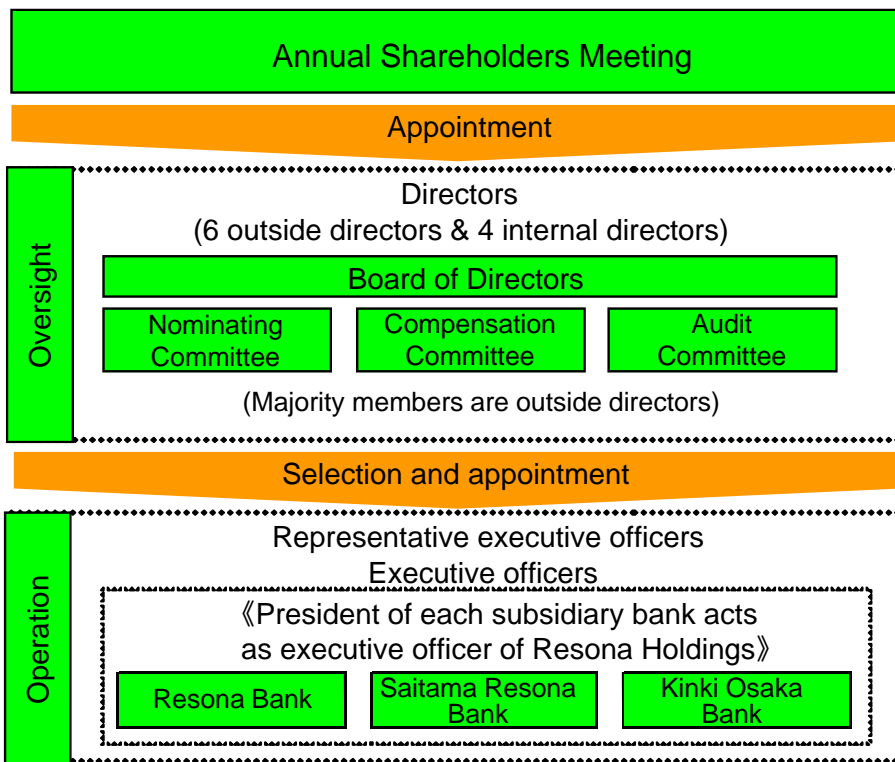 Annual Shareholders Meeting
Appointment
Oversight
Directors
(6 outside directors & 4 internal directors)
Board of Directors
Nominating
Committee
Compensation
Committee
Audit
Committee
(Majority members are outside directors)
Selection and appointment
Operation
Representative executive officers
Executive officers
《President of each subsidiary bank acts
as executive officer of Resona Holdings》
Resona Bank
Saitama Resona
Bank
Kinki Osaka
Bank